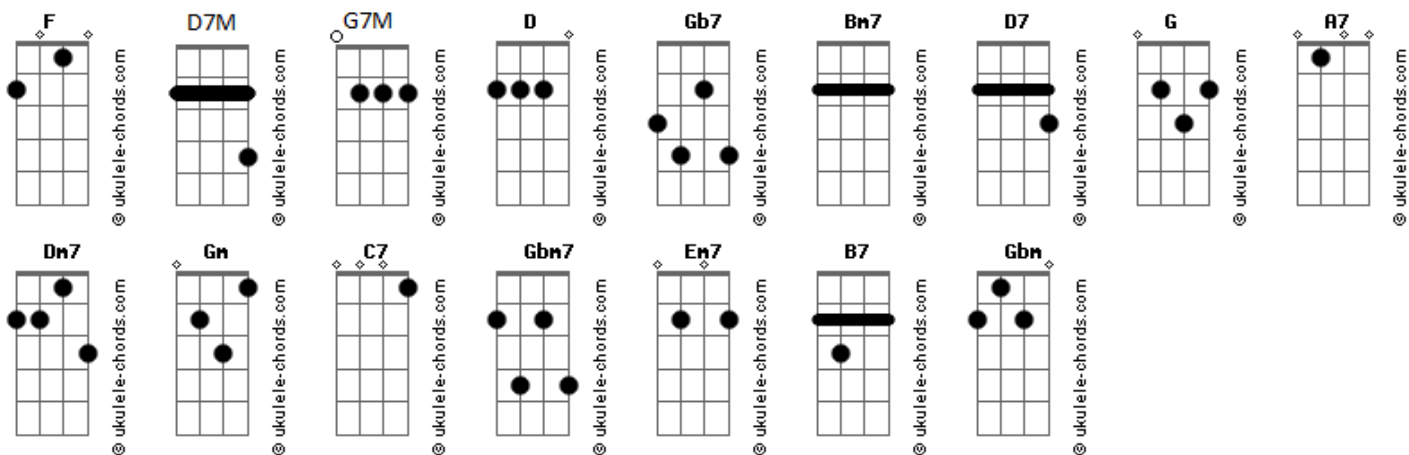 F D7M G7M D Gb7 Bm7 D7 G A7
© ukulele-chords.com © ukulele-chords.com © ukulele-chords.com © ukulele-chords.com © ukulele-chords.com © ukulele-chords.com © ukulele-chords.com © ukulele-chords.com © ukulele-chords.com
Dm7 Gm C7 Gbm7 Em7 B7 Gbm
© ukulele-chords.com © ukulele-chords.com © ukulele-chords.com © ukulele-chords.com © ukulele-chords.com © ukulele-chords.com © ukulele-chords.com